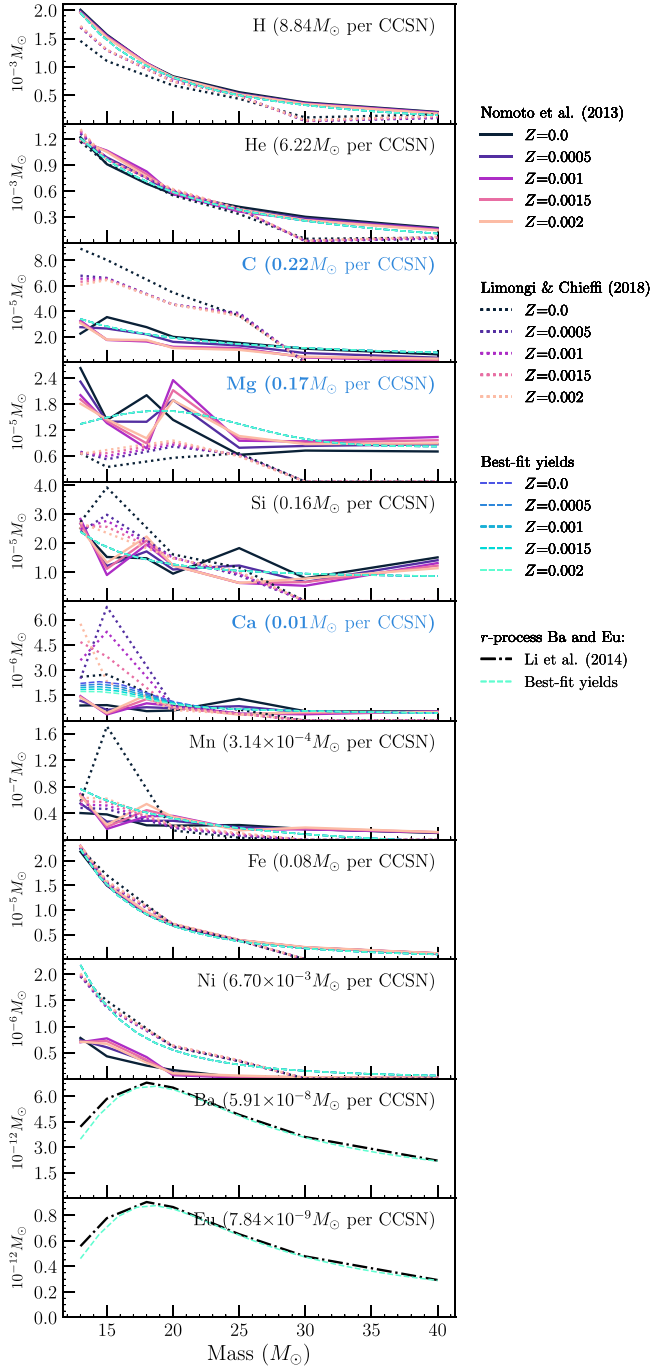 H (8.84M⊙ per CCSN)
10⁻³M⊙
2.0
1.5
1.0
0.5
He (6.22M⊙ per CCSN)
10⁻³M⊙
1.2
0.9
0.6
0.3
C (0.22M⊙ per CCSN)
10⁻⁵M⊙
8.0
6.0
4.0
2.0
Mg (0.17M⊙ per CCSN)
10⁻⁵M⊙
2.4
1.8
1.2
0.6
Si (0.16M⊙ per CCSN)
10⁻⁵M⊙
4.0
3.0
2.0
1.0
Ca (0.01M⊙ per CCSN)
10⁻⁶M⊙
6.0
4.5
3.0
1.5
Mn (3.14×10⁻⁴M⊙ per CCSN)
10⁻⁷M⊙
1.6
1.2
0.8
0.4
Fe (0.08M⊙ per CCSN)
10⁻⁵M⊙
2.0
1.5
1.0
0.5
Ni (6.70×10⁻³M⊙ per CCSN)
10⁻⁶M⊙
2.0
1.5
1.0
0.5
Ba (5.91×10⁻⁸M⊙ per CCSN)
10⁻¹²M⊙
6.0
4.5
3.0
1.5
Eu (7.84×10⁻⁹M⊙ per CCSN)
10⁻¹²M⊙
0.8
0.6
0.4
0.2
0.0
15 20 25 30 35 40
Mass (M⊙)
Nomoto et al. (2013)
Z=0.0
Z=0.0005
Z=0.001
Z=0.0015
Z=0.002
Limongi & Chieffi (2018)
Z=0.0
Z=0.0005
Z=0.001
Z=0.0015
Z=0.002
Best-fit yields
Z=0.0
Z=0.0005
Z=0.001
Z=0.0015
Z=0.002
r-process Ba and Eu:
Li et al. (2014)
Best-fit yields